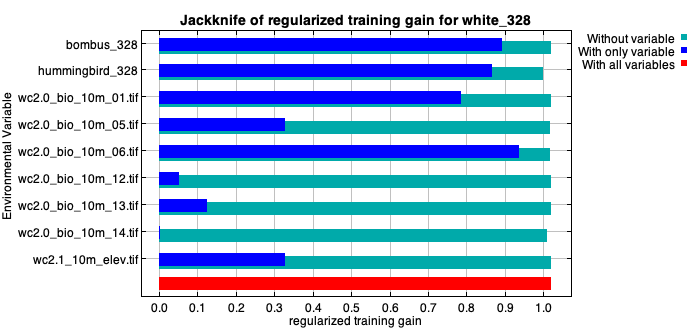 Jackknife of regularized training gain for white_328
Without variable
With only variable
With all variables
Environmental Variable
bombus_328
hummingbird_328
wc2.0_bio_10m_01.tif
wc2.0_bio_10m_05.tif
wc2.0_bio_10m_06.tif
wc2.0_bio_10m_12.tif
wc2.0_bio_10m_13.tif
wc2.0_bio_10m_14.tif
wc2.1_10m_elev.tif
0.0 0.1 0.2 0.3 0.4 0.5 0.6 0.7 0.8 0.9 1.0
regularized training gain